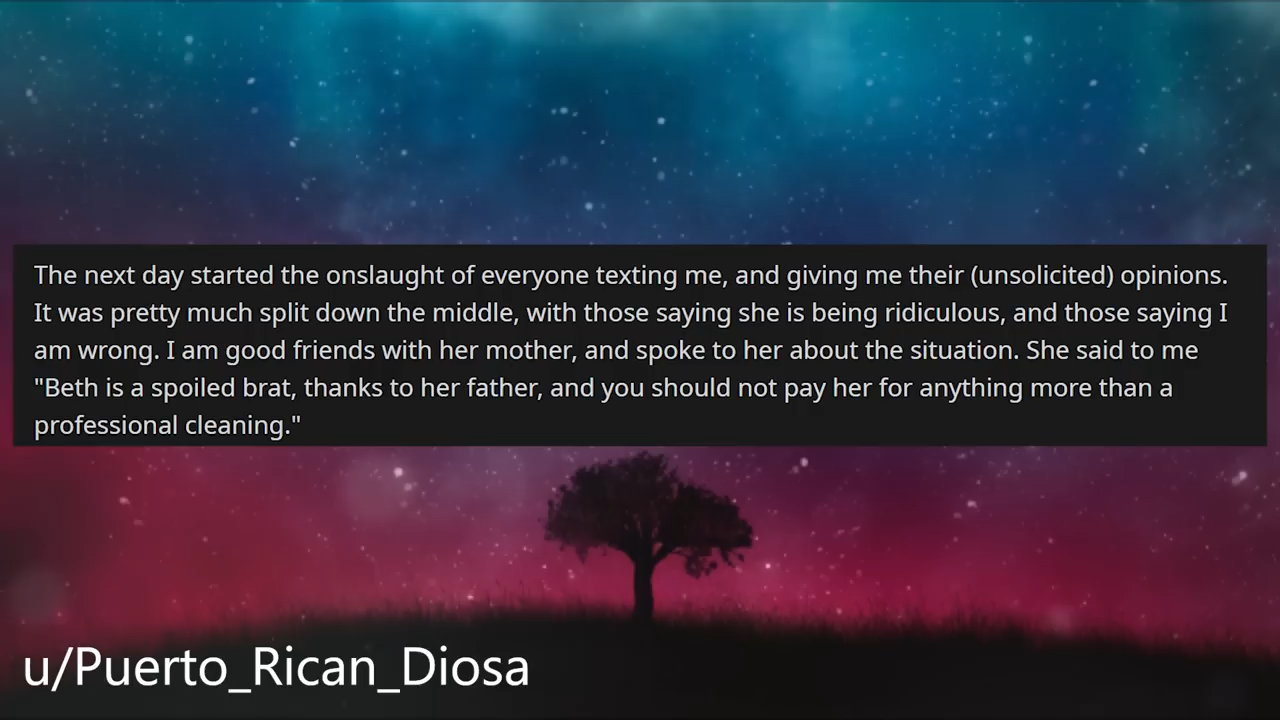 The next day started the onslaught of everyone texting me, and giving me their (unsolicited) opinions.
It was pretty much split down the middle, with those saying she is being ridiculous, and those saying I
am wrong. I am good friends with her mother, and spoke to her about the situation. She said to me
"Beth is a spoiled brat, thanks to her father, and you should not pay her for anything more than a
professional cleaning."
u/Puerto_Rican_Diosa